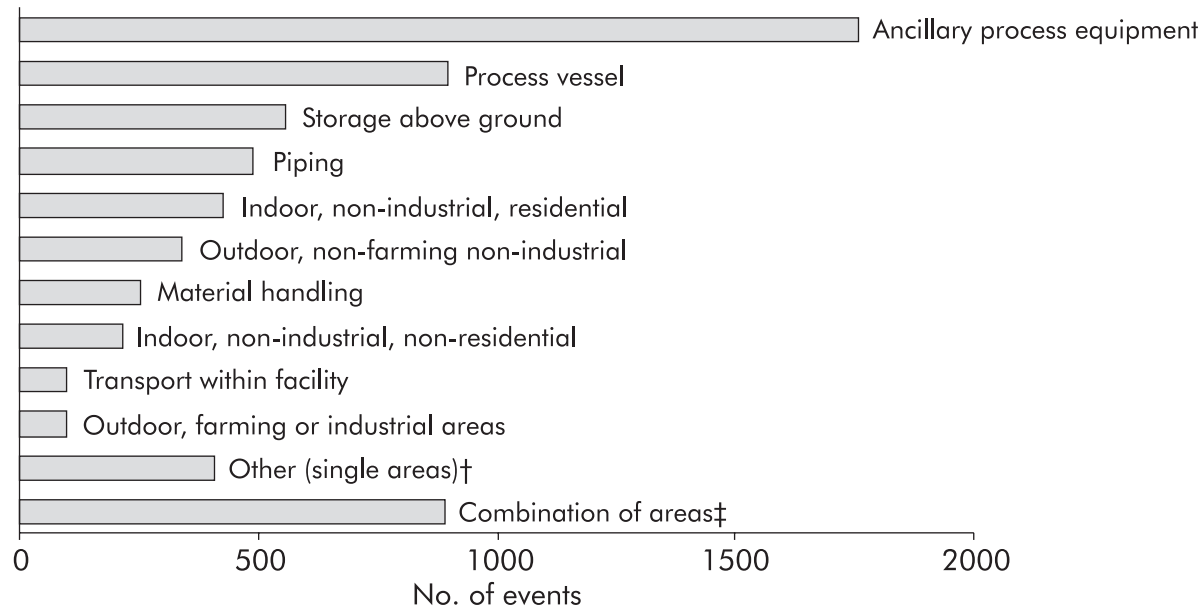 Ancillary process equipment
Process vessel
Storage above ground
Piping
Indoor, non-industrial, residential
Outdoor, non-farming non-industrial
Material handling
Indoor, non-industrial, non-residential
Transport within facility
Outdoor, farming or industrial areas
Other (single areas)†
Combination of areas‡
0 500 1000 1500 2000
No. of events